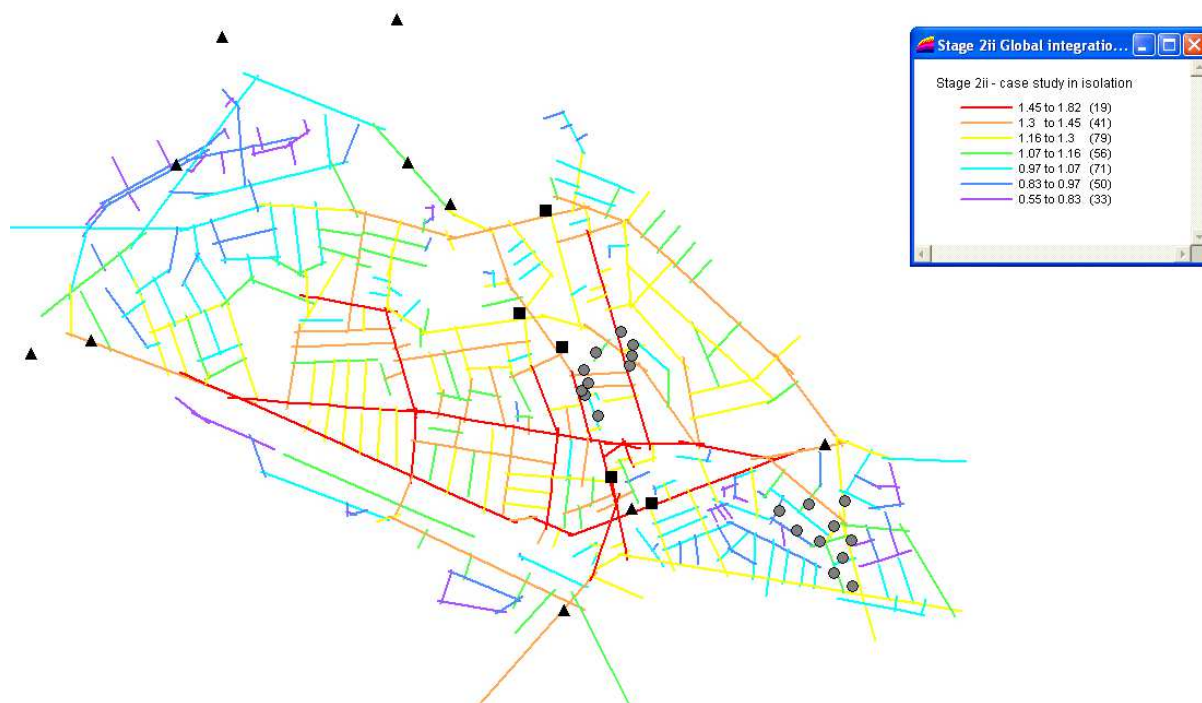 Stage 2ii Global integratio...
Stage 2ii - case study in isolation
1.45 to 1.82 (19)
1.3 to 1.45 (41)
1.16 to 1.3 (79)
1.07 to 1.16 (56)
0.97 to 1.07 (71)
0.83 to 0.97 (50)
0.55 to 0.83 (33)